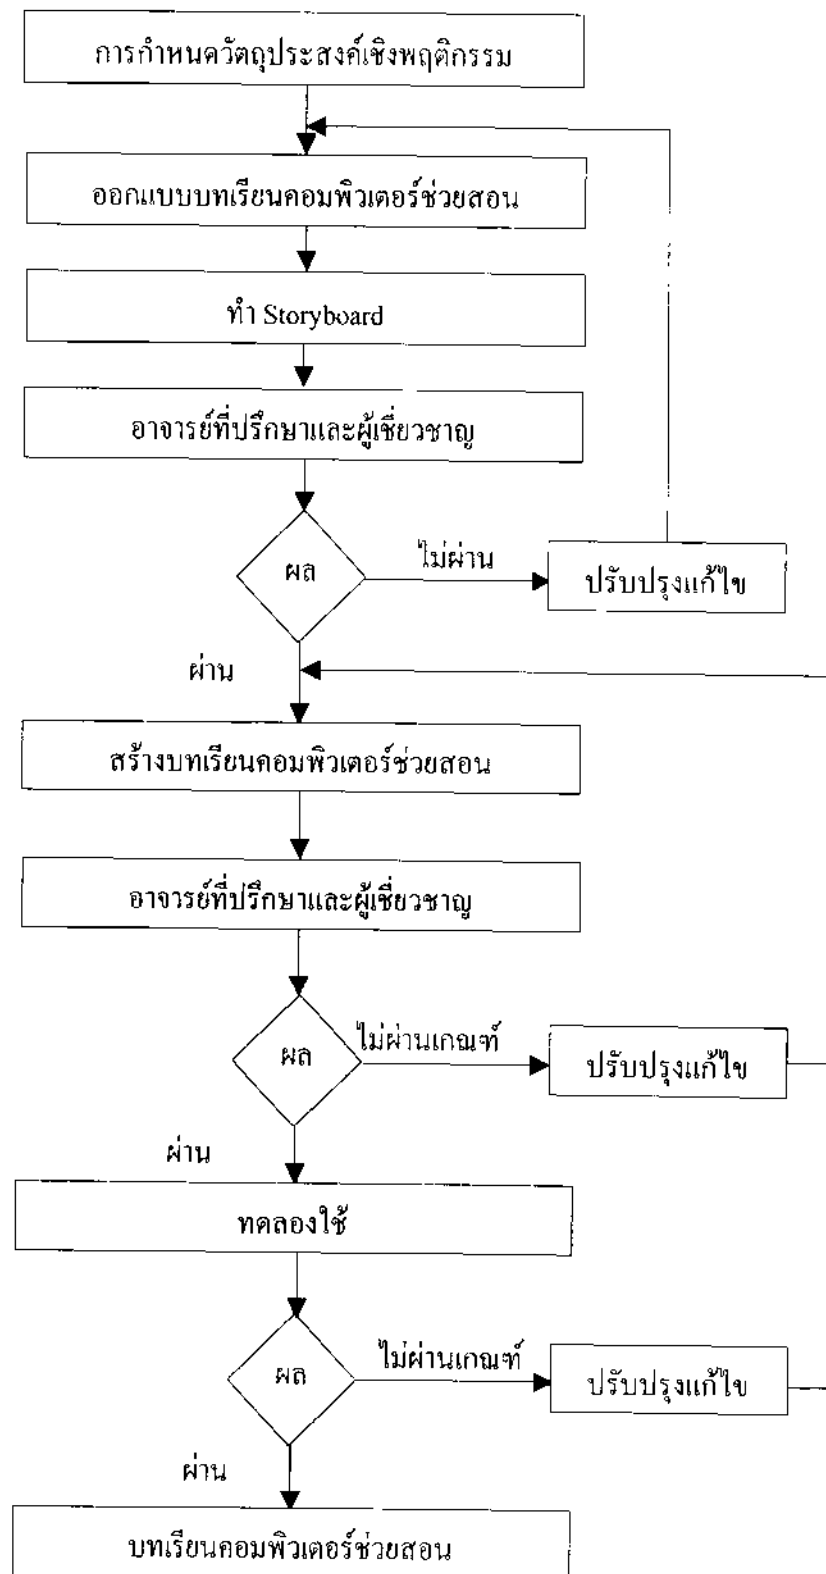 การกำหนดวัตถุประสงค์เชิงพฤติกรรม
ออกแบบบทเรียนคอมพิวเตอร์ช่วยสอน
ทำ Storyboard
อาจารย์ที่ปรึกษาและผู้เชี่ยวชาญ
ผล
ไม่ผ่าน
ปรับปรุงแก้ไข
ผ่าน
สร้างบทเรียนคอมพิวเตอร์ช่วยสอน
อาจารย์ที่ปรึกษาและผู้เชี่ยวชาญ
ผล
ไม่ผ่านเกณฑ์
ปรับปรุงแก้ไข
ผ่าน
ทดลองใช้
ผล
ไม่ผ่านเกณฑ์
ปรับปรุงแก้ไข
ผ่าน
บทเรียนคอมพิวเตอร์ช่วยสอน